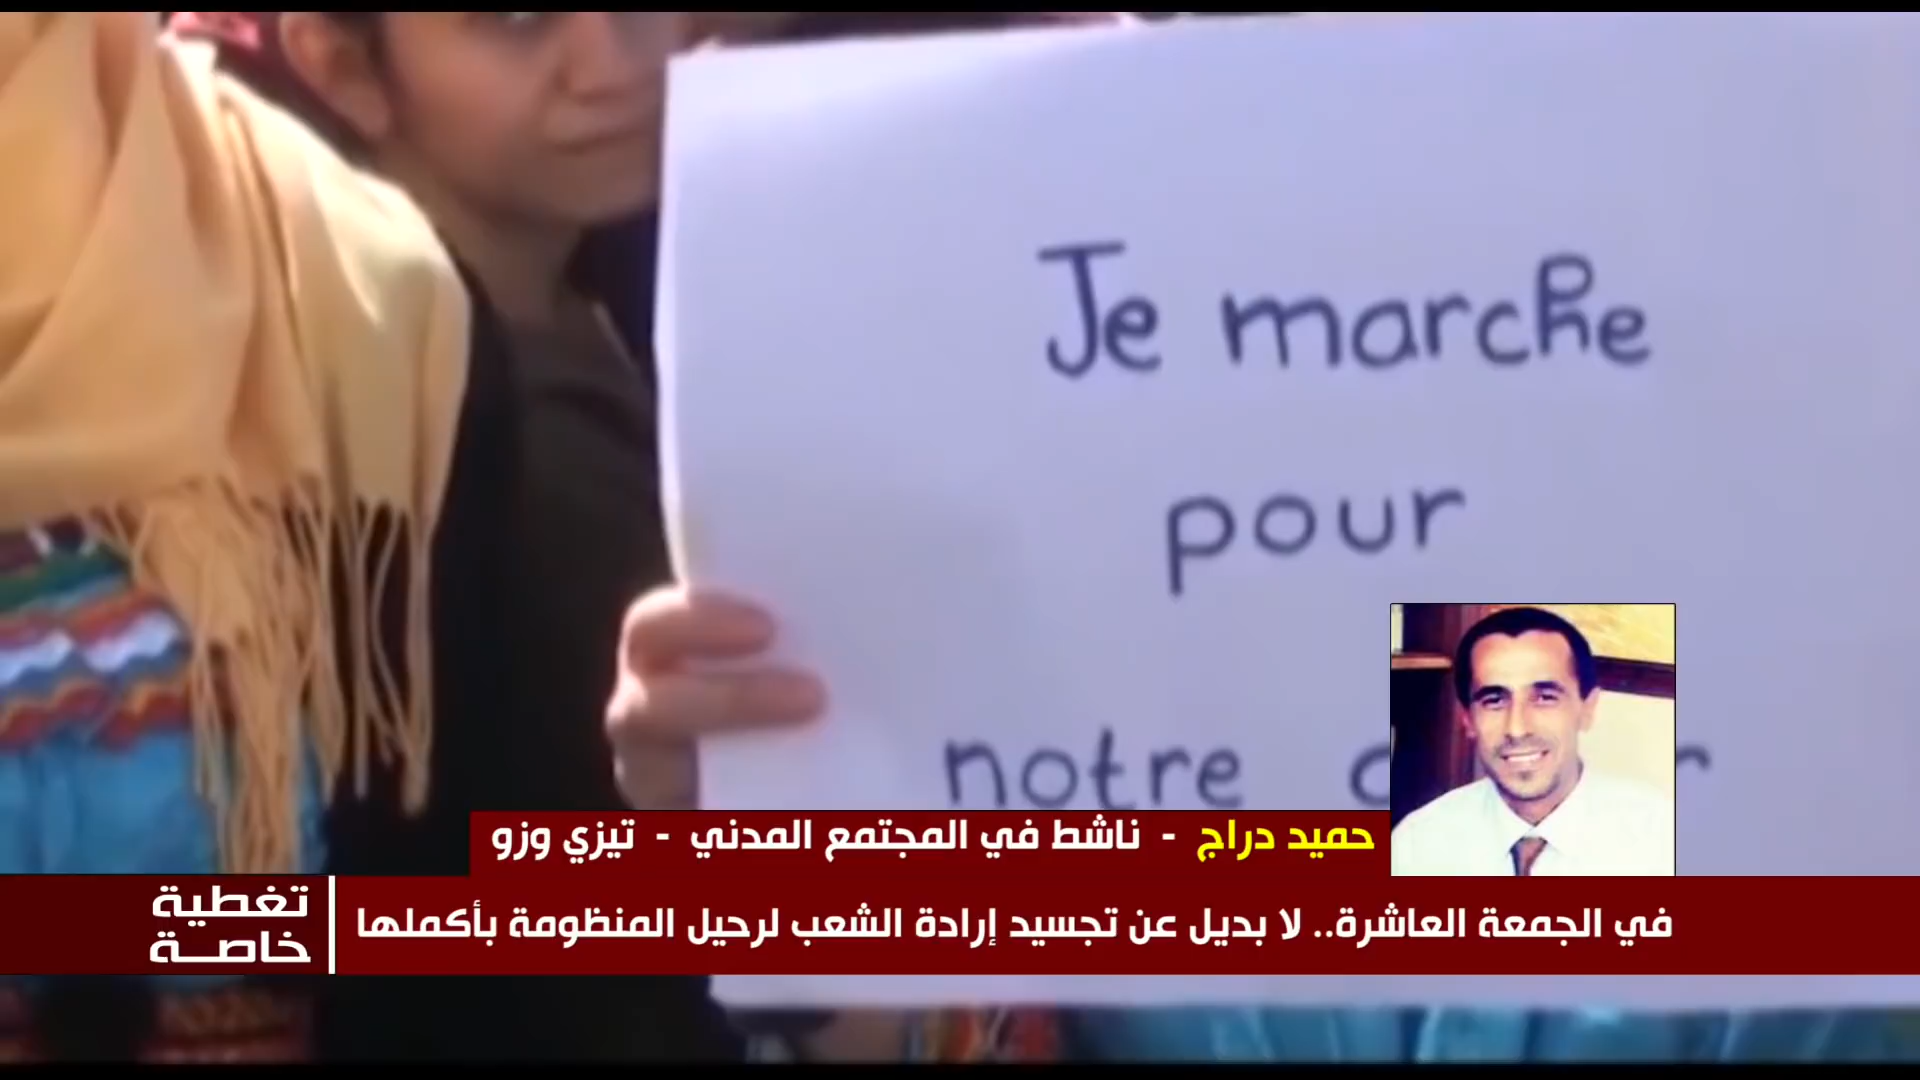 Je marche
pour
notre
حميد دراج - ناشط في المجتمع المدني - تيزي وزو
في الجمعة العاشرة.. لا بديل عن تجسيد إرادة الشعب لرحيل المنظومة بأكملها
تغطية
خاصة